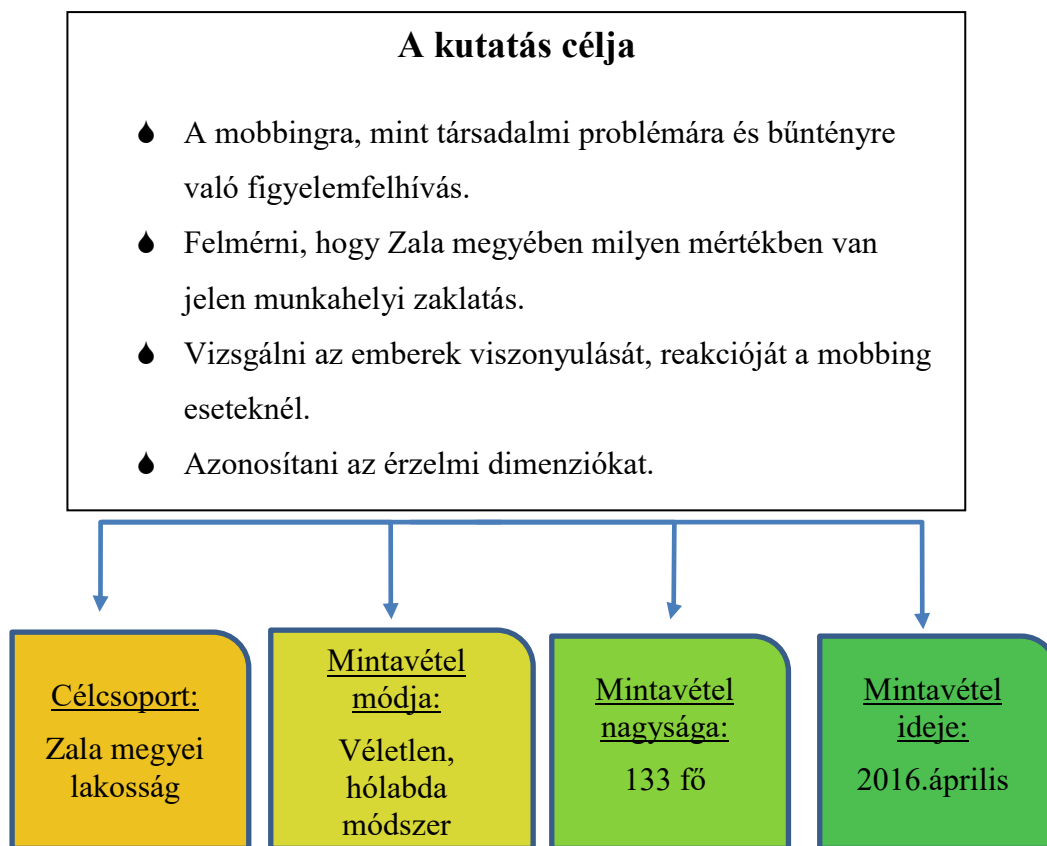 A kutatás célja
A mobbingra, mint társadalmi problémára és bűntényre
való figyelemfelhívás.
Felmérni, hogy Zala megyében milyen mértékben van
jelen munkahelyi zaklatás.
Vizsgálni az emberek viszonyulását, reakcióját a mobbing
eseteknél.
Azonosítani az érzelmi dimenziókat.
Célcsoport:
Zala megyei
lakosság
Mintavétel
módja:
Véletlen,
hólabda
módszer
Mintavétel
nagysága:
133 fő
Mintavétel
ideje:
2016.április